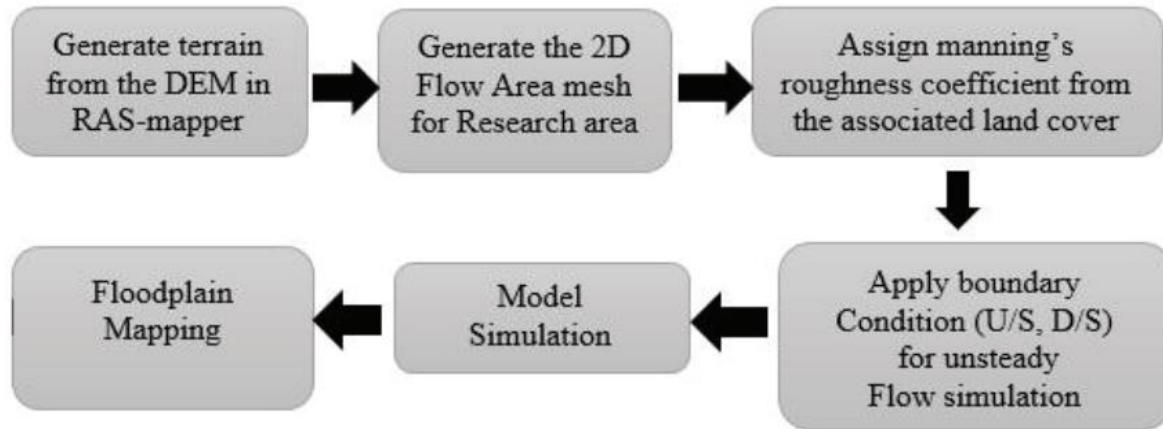 Generate terrain
from the DEM in
RAS-mapper
Generate the 2D
Flow Area mesh
for Research area
Assign manning’s
roughness coefficient from
the associated land cover
Apply boundary
Condition (U/S, D/S)
for unsteady
Flow simulation
Model
Simulation
Floodplain
Mapping